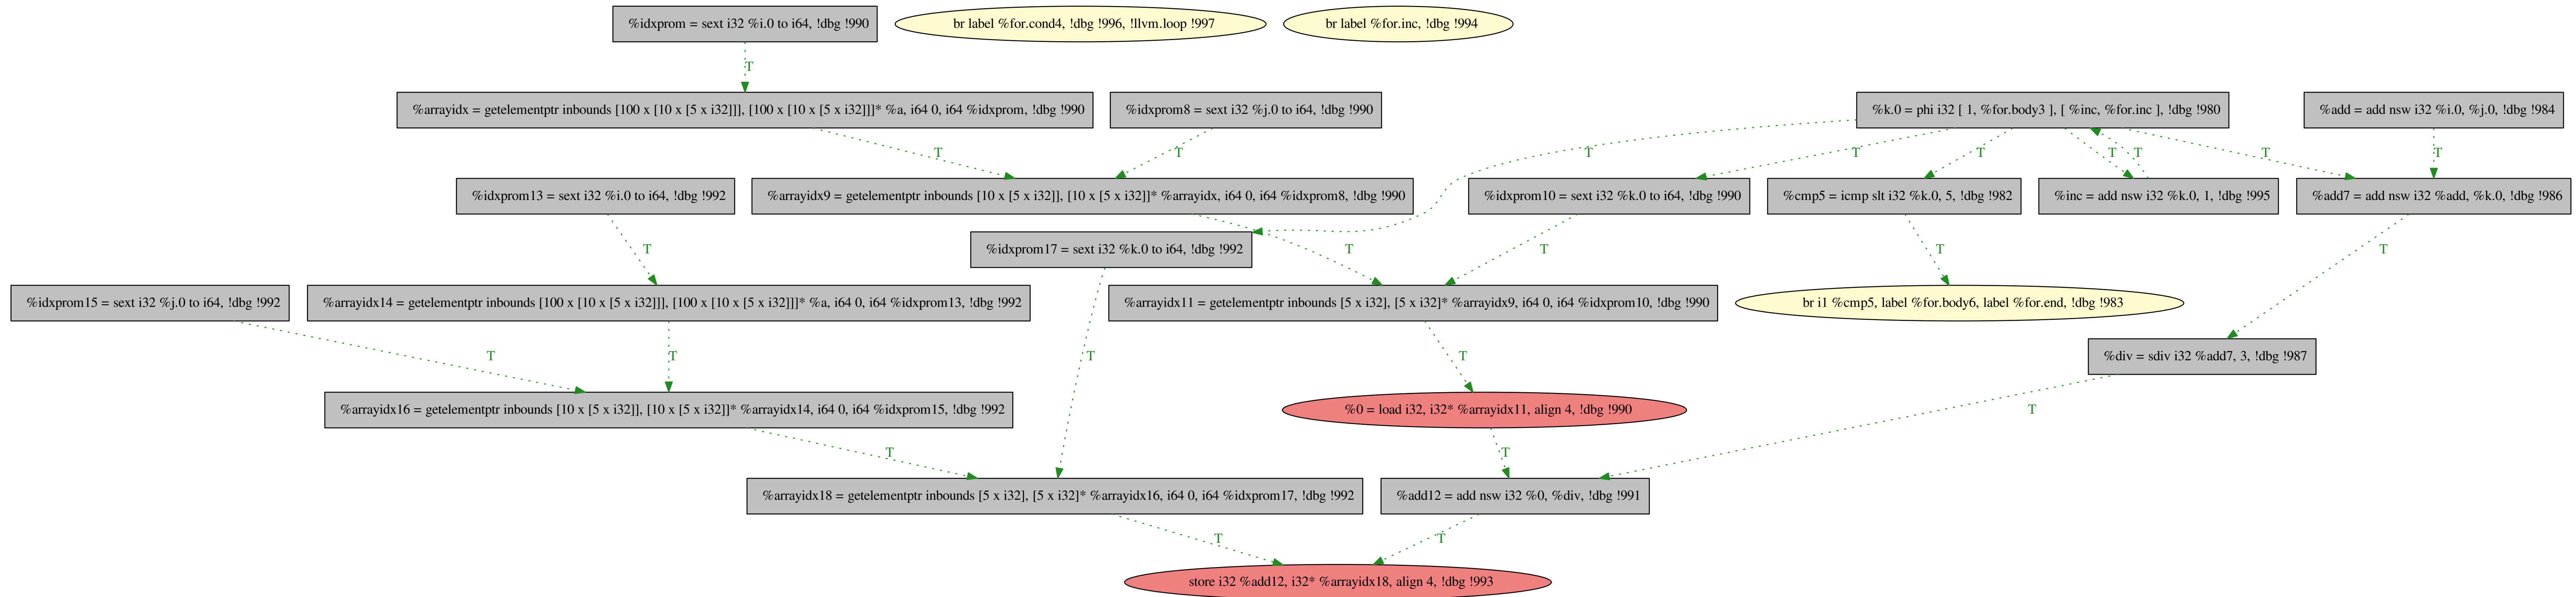 %idxprom = sext i32 %i.0 to i64, !dbg !990
br label %for.cond4, !dbg !996, !llvm.loop !997
br label %for.inc, !dbg !994
T
%arrayidx = getelementptr inbounds [100 x [10 x [5 x i32]]], [100 x [10 x [5 x i32]]]* %a, i64 0, i64 %idxprom, !dbg !990
%idxprom8 = sext i32 %j.0 to i64, !dbg !990
%k.0 = phi i32 [ 1, %for.body3 ], [ %inc, %for.inc ], !dbg !980
%add = add nsw i32 %i.0, %j.0, !dbg !984
T
T
T
T
T
T
T
T
T
%idxprom13 = sext i32 %i.0 to i64, !dbg !992
%arrayidx9 = getelementptr inbounds [10 x [5 x i32]], [10 x [5 x i32]]* %arrayidx, i64 0, i64 %idxprom8, !dbg !990
%idxprom10 = sext i32 %k.0 to i64, !dbg !990
%cmp5 = icmp slt i32 %k.0, 5, !dbg !982
%inc = add nsw i32 %k.0, 1, !dbg !995
%add7 = add nsw i32 %add, %k.0, !dbg !986
T
%idxprom17 = sext i32 %k.0 to i64, !dbg !992
T
T
T
T
%idxprom15 = sext i32 %j.0 to i64, !dbg !992
%arrayidx14 = getelementptr inbounds [100 x [10 x [5 x i32]]], [100 x [10 x [5 x i32]]]* %a, i64 0, i64 %idxprom13, !dbg !992
%arrayidx11 = getelementptr inbounds [5 x i32], [5 x i32]* %arrayidx9, i64 0, i64 %idxprom10, !dbg !990
br i1 %cmp5, label %for.body6, label %for.end, !dbg !983
T
T
T
T
%div = sdiv i32 %add7, 3, !dbg !987
%arrayidx16 = getelementptr inbounds [10 x [5 x i32]], [10 x [5 x i32]]* %arrayidx14, i64 0, i64 %idxprom15, !dbg !992
%0 = load i32, i32* %arrayidx11, align 4, !dbg !990
T
T
T
%arrayidx18 = getelementptr inbounds [5 x i32], [5 x i32]* %arrayidx16, i64 0, i64 %idxprom17, !dbg !992
%add12 = add nsw i32 %0, %div, !dbg !991
T
T
store i32 %add12, i32* %arrayidx18, align 4, !dbg !993